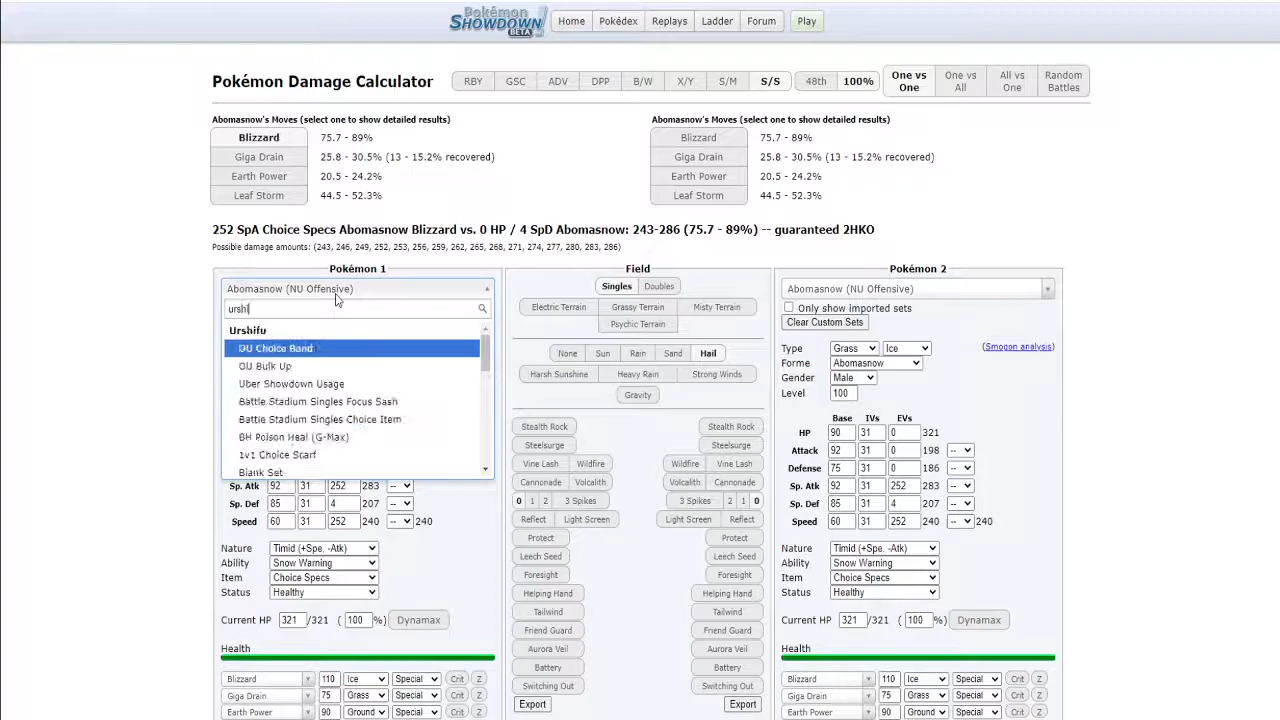 Pokémon
SHOWDOWN
BETA
Home Pokédex Replays Ladder Forum Play
Pokémon Damage Calculator RBY GSC ADV DPP B/W X/Y S/M S/S 48th 100% One vs One One vs All All vs One Random Battles
Abomasnow's Moves (select one to show detailed results) Abomasnow's Moves (select one to show detailed results)
Blizzard 75.7 - 89% Blizzard 75.7 - 89%
Giga Drain 25.8 - 30.5% (13 - 15.2% recovered) Giga Drain 25.8 - 30.5% (13 - 15.2% recovered)
Earth Power 20.5 - 24.2% Earth Power 20.5 - 24.2%
Leaf Storm 44.5 - 52.3% Leaf Storm 44.5 - 52.3%
252 SpA Choice Specs Abomasnow Blizzard vs. 0 HP / 4 SpD Abomasnow: 243-286 (75.7 - 89%) -- guaranteed 2HKO
Possible damage amounts: (243, 246, 249, 252, 253, 256, 259, 262, 265, 268, 271, 274, 277, 280, 283, 286)
Pokémon 1
Abomasnow (NU Offensive)
urshi
Urshifu
OU Choice Band
OU Bulk Up
Uber Showdown Usage
Battle Stadium Singles Focus Sash
Battle Stadium Singles Choice Item
BH Poison Heal (G-Max)
1v1 Choice Scarf
Blank Set
Sp. Atk 92 31 252 283 --
Sp. Def 85 31 4 207 --
Speed 60 31 252 240 -- 240
Nature Timid (+Spe, -Atk)
Ability Snow Warning
Item Choice Specs
Status Healthy
Current HP 321 /321 ( 100 %) Dynamax
Health
Blizzard 110 Ice Special Crit Z
Giga Drain 75 Grass Special Crit Z
Earth Power 90 Ground Special Crit Z
Field
Singles Doubles
Electric Terrain Grassy Terrain Misty Terrain
Psychic Terrain
None Sun Rain Sand Hail
Harsh Sunshine Heavy Rain Strong Winds
Gravity
Stealth Rock Stealth Rock
Steelsurge Steelsurge
Vine Lash Wildfire Wildfire Vine Lash
Cannonade Volcalith Volcalith Cannonade
0 1 2 3 Spikes 3 Spikes 2 1 0
Reflect Light Screen Light Screen Reflect
Protect Protect
Leech Seed Leech Seed
Foresight Foresight
Helping Hand Helping Hand
Tailwind Tailwind
Friend Guard Friend Guard
Aurora Veil Aurora Veil
Battery Battery
Switching Out Switching Out
Export Export
Pokémon 2
Abomasnow (NU Offensive)
Only show imported sets
Clear Custom Sets
Type Grass Ice (Smogon analysis)
Forme Abomasnow
Gender Male
Level 100
Base IVs EVs
HP 90 31 0 321
Attack 92 31 0 190 --
Defense 75 31 0 186 --
Sp. Atk 92 31 252 283 --
Sp. Def 85 31 4 207 --
Speed 60 31 252 240 -- 240
Nature Timid (+Spe, -Atk)
Ability Snow Warning
Item Choice Specs
Status Healthy
Current HP 321 /321 ( 100 %) Dynamax
Health
Blizzard 110 Ice Special Crit Z
Giga Drain 75 Grass Special Crit Z
Earth Power 90 Ground Special Crit Z